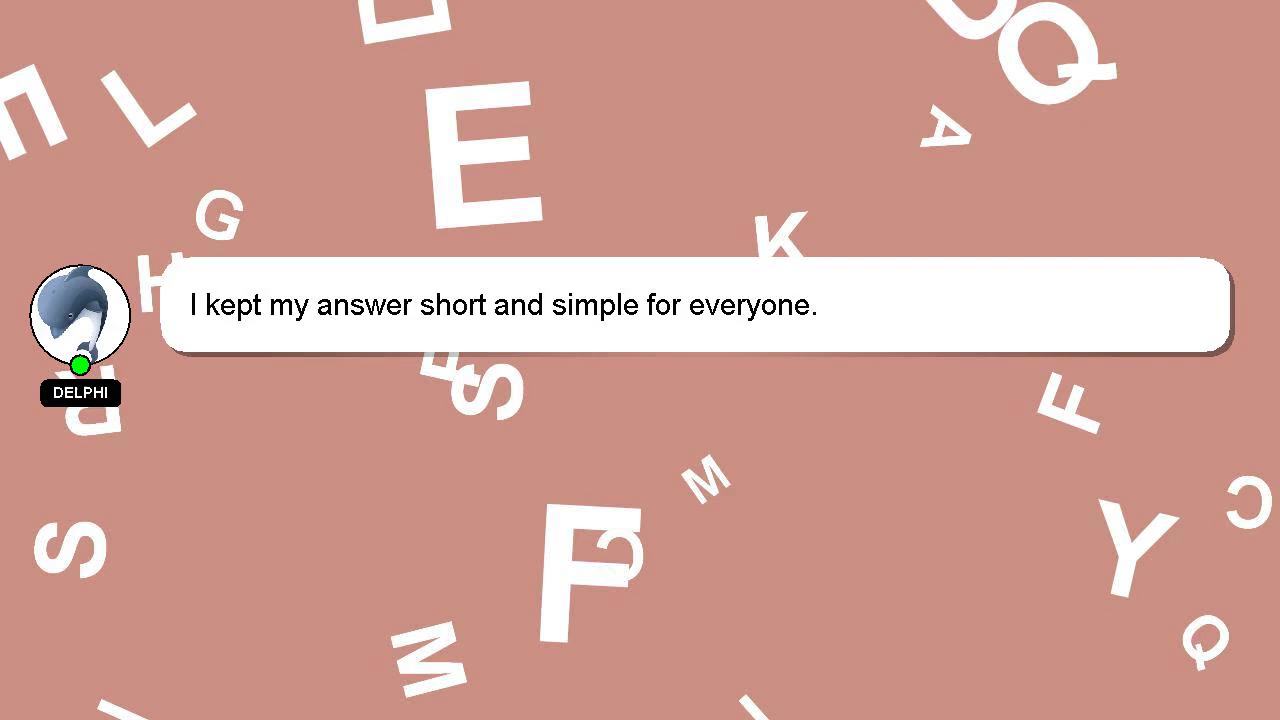 I kept my answer short and simple for everyone.
DELPHI
E
L
E
Q
A
G
K
H
F
S
R
F
M
C
Y
S
F
G
Q
M